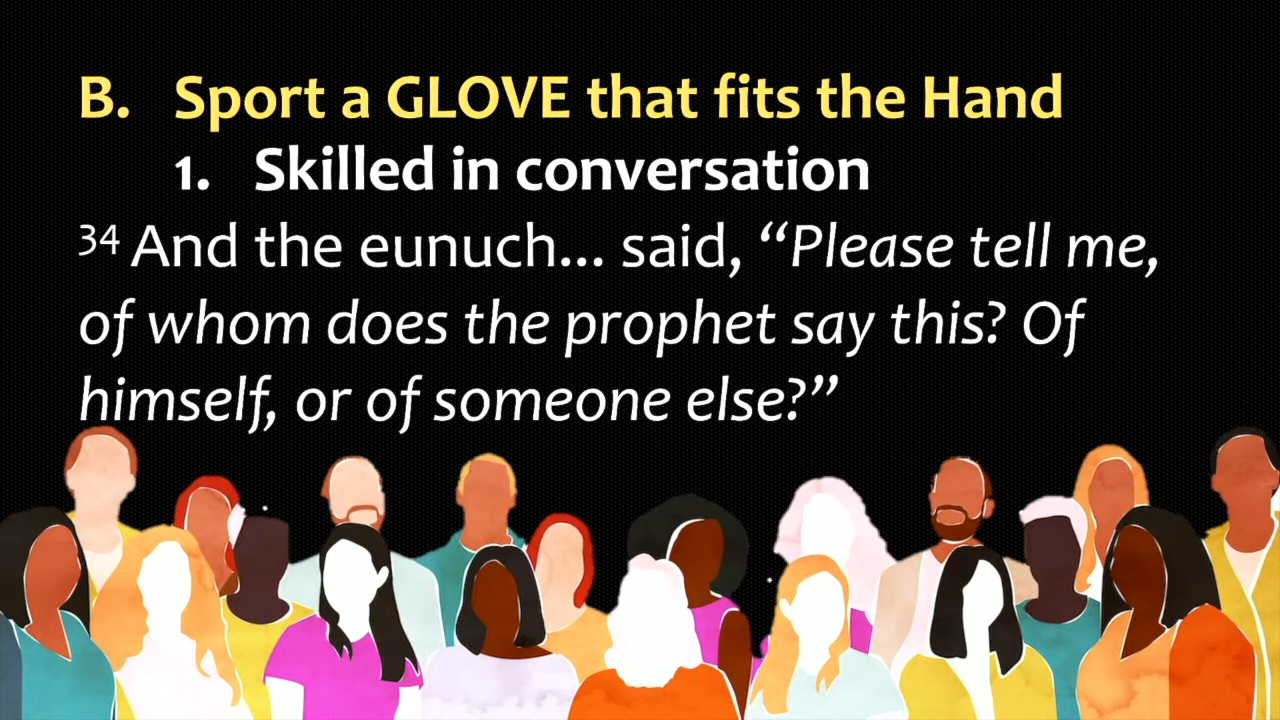 B. Sport a GLOVE that fits the Hand
1. Skilled in conversation
34 And the eunuch... said, “Please tell me,
of whom does the prophet say this? Of
himself, or of someone else?”